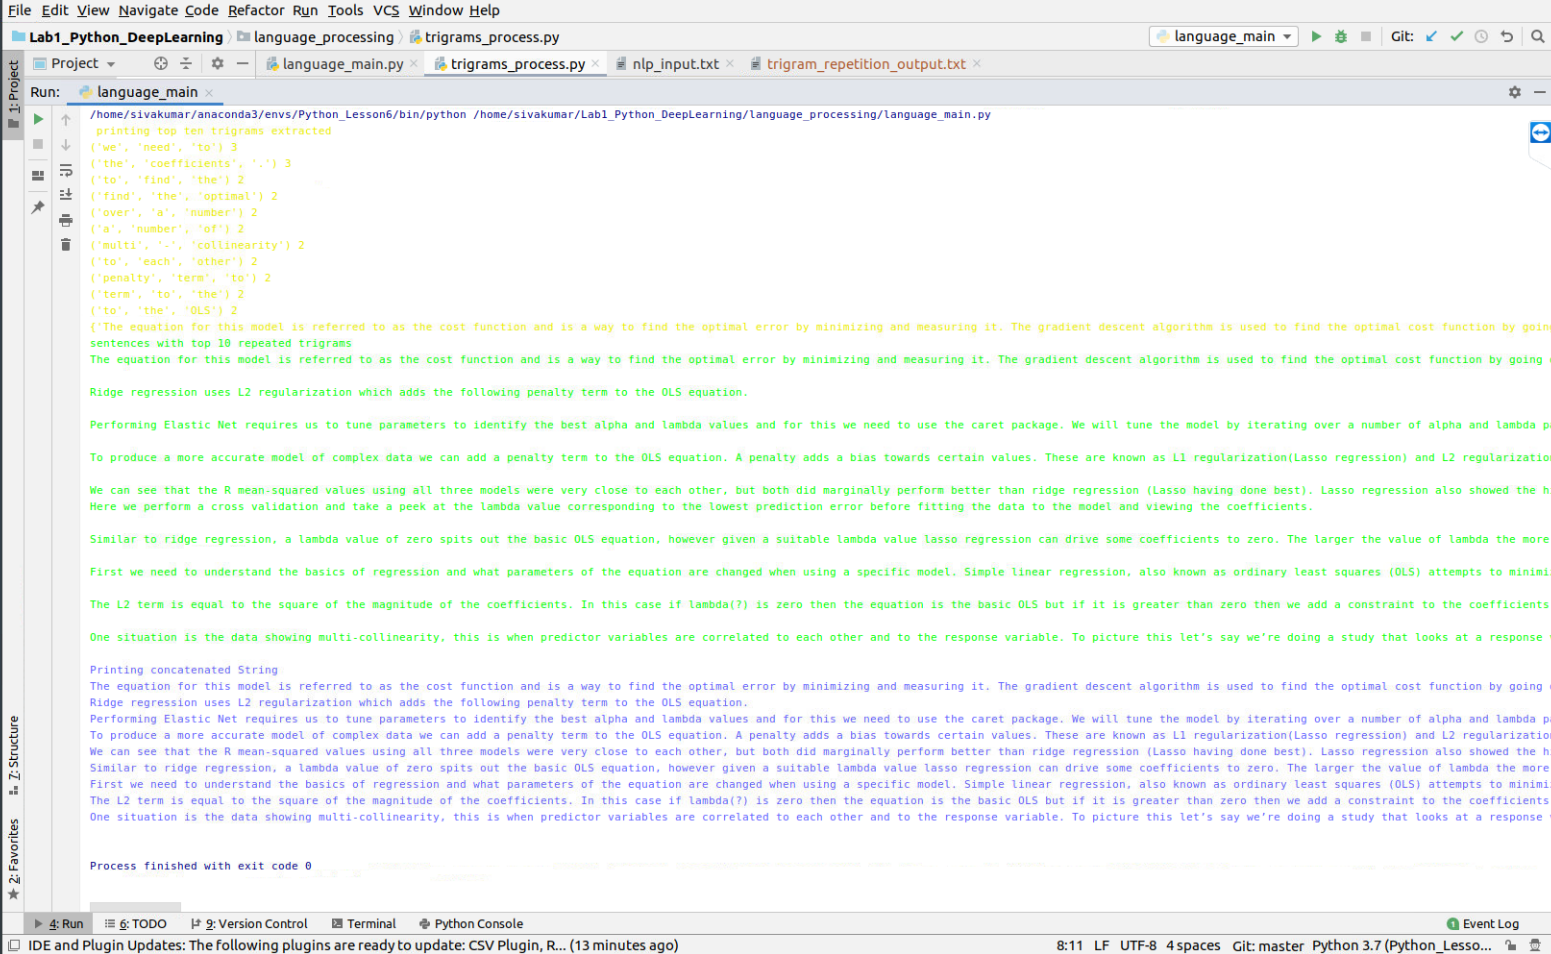 File Edit View Navigate Code Refactor Run Tools VCS Window Help
Lab1_Python_DeepLearning language_processing trigrams_process.py language_main Git:
1: Project
Project language_main.py trigrams_process.py nlp_input.txt trigram_repetition_output.txt
Run: language_main
/home/sivakumar/anaconda3/envs/Python_Lesson6/bin/python /home/sivakumar/Lab1_Python_DeepLearning/language_processing/language_main.py
printing top ten trigrams extracted
('we', 'need', 'to') 3
('the', 'coefficients', '.') 3
('to', 'find', 'the') 2
('find', 'the', 'optimal') 2
('over', 'a', 'number') 2
('a', 'number', 'of') 2
('multi', '-', 'collinearity') 2
('to', 'each', 'other') 2
('penalty', 'term', 'to') 2
('term', 'to', 'the') 2
('to', 'the', 'OLS') 2
{'The equation for this model is referred to as the cost function and is a way to find the optimal error by minimizing and measuring it. The gradient descent algorithm is used to find the optimal cost function by going
sentences with top 10 repeated trigrams
The equation for this model is referred to as the cost function and is a way to find the optimal error by minimizing and measuring it. The gradient descent algorithm is used to find the optimal cost function by going
Ridge regression uses L2 regularization which adds the following penalty term to the OLS equation.
Performing Elastic Net requires us to tune parameters to identify the best alpha and lambda values and for this we need to use the caret package. We will tune the model by iterating over a number of alpha and lambda
To produce a more accurate model of complex data we can add a penalty term to the OLS equation. A penalty adds a bias towards certain values. These are known as L1 regularization(Lasso regression) and L2 regularization
We can see that the R mean-squared values using all three models were very close to each other, but both did marginally perform better than ridge regression (Lasso having done best). Lasso regression also showed the
Here we perform a cross validation and take a peek at the lambda value corresponding to the lowest prediction error before fitting the data to the model and viewing the coefficients.
Similar to ridge regression, a lambda value of zero spits out the basic OLS equation, however given a suitable lambda value lasso regression can drive some coefficients to zero. The larger the value of lambda the more
First we need to understand the basics of regression and what parameters of the equation are changed when using a specific model. Simple linear regression, also known as ordinary least squares (OLS) attempts to minimi
The L2 term is equal to the square of the magnitude of the coefficients. In this case if lambda(?) is zero then the equation is the basic OLS but if it is greater than zero then we add a constraint to the coefficients
One situation is the data showing multi-collinearity, this is when predictor variables are correlated to each other and to the response variable. To picture this let's say we're doing a study that looks at a response
Printing concatenated String
The equation for this model is referred to as the cost function and is a way to find the optimal error by minimizing and measuring it. The gradient descent algorithm is used to find the optimal cost function by going
Ridge regression uses L2 regularization which adds the following penalty term to the OLS equation.
Performing Elastic Net requires us to tune parameters to identify the best alpha and lambda values and for this we need to use the caret package. We will tune the model by iterating over a number of alpha and lambda
To produce a more accurate model of complex data we can add a penalty term to the OLS equation. A penalty adds a bias towards certain values. These are known as L1 regularization(Lasso regression) and L2 regularization
We can see that the R mean-squared values using all three models were very close to each other, but both did marginally perform better than ridge regression (Lasso having done best). Lasso regression also showed the
Similar to ridge regression, a lambda value of zero spits out the basic OLS equation, however given a suitable lambda value lasso regression can drive some coefficients to zero. The larger the value of lambda the more
First we need to understand the basics of regression and what parameters of the equation are changed when using a specific model. Simple linear regression, also known as ordinary least squares (OLS) attempts to minimi
The L2 term is equal to the square of the magnitude of the coefficients. In this case if lambda(?) is zero then the equation is the basic OLS but if it is greater than zero then we add a constraint to the coefficients
One situation is the data showing multi-collinearity, this is when predictor variables are correlated to each other and to the response variable. To picture this let's say we're doing a study that looks at a response
Process finished with exit code 0
7: Structure
2: Favorites
4: Run 6: TODO 9: Version Control Terminal Python Console 1 Event Log
IDE and Plugin Updates: The following plugins are ready to update: CSV Plugin, R... (13 minutes ago) 8:11 LF UTF-8 4 spaces Git: master Python 3.7 (Python_Lesso...